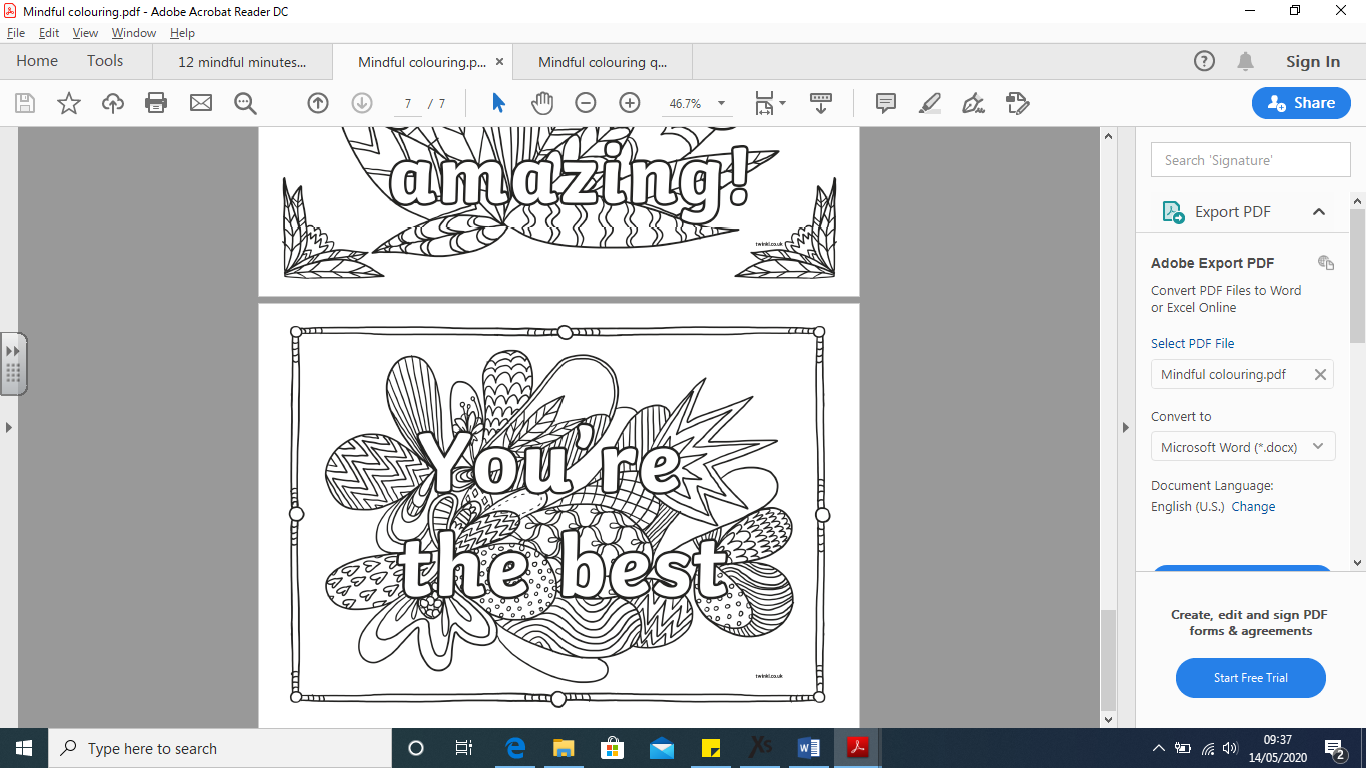 Mindful colouring.pdf - Adobe Acrobat Reader DC
File Edit View Window Help
Home Tools 12 mindful minutes... Mindful colouring.p... × Mindful colouring q... Sign In
7 / 7 46.7% Share
amazing!
twinkl.co.uk
You're
the best
twinkl.co.uk
Search 'Signature'
Export PDF
Adobe Export PDF
Convert PDF Files to Word
or Excel Online
Select PDF File
Mindful colouring.pdf
Convert to
Microsoft Word (*.docx)
Document Language:
English (U.S.) Change
Create, edit and sign PDF
forms & agreements
Start Free Trial
Type here to search
09:37
14/05/2020
2